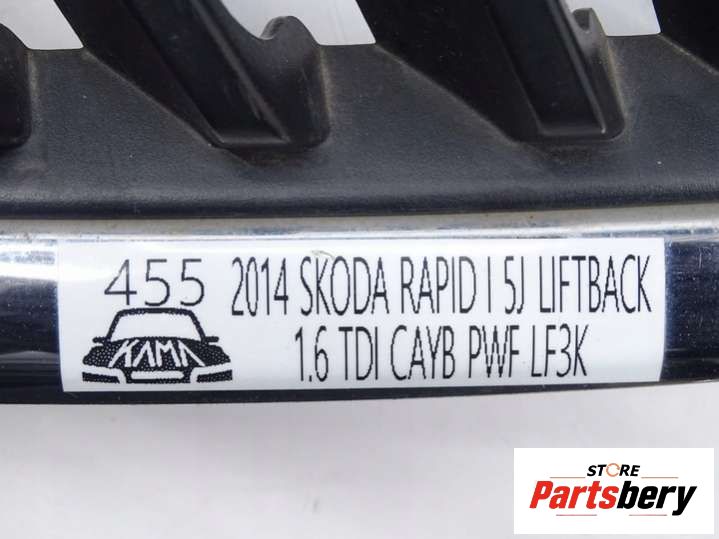 455 2014 SKODA RAPID I 5J LIFTBACK
KAMA 1.6 TDI CAYB PWF LF3K
STORE
Partsbery